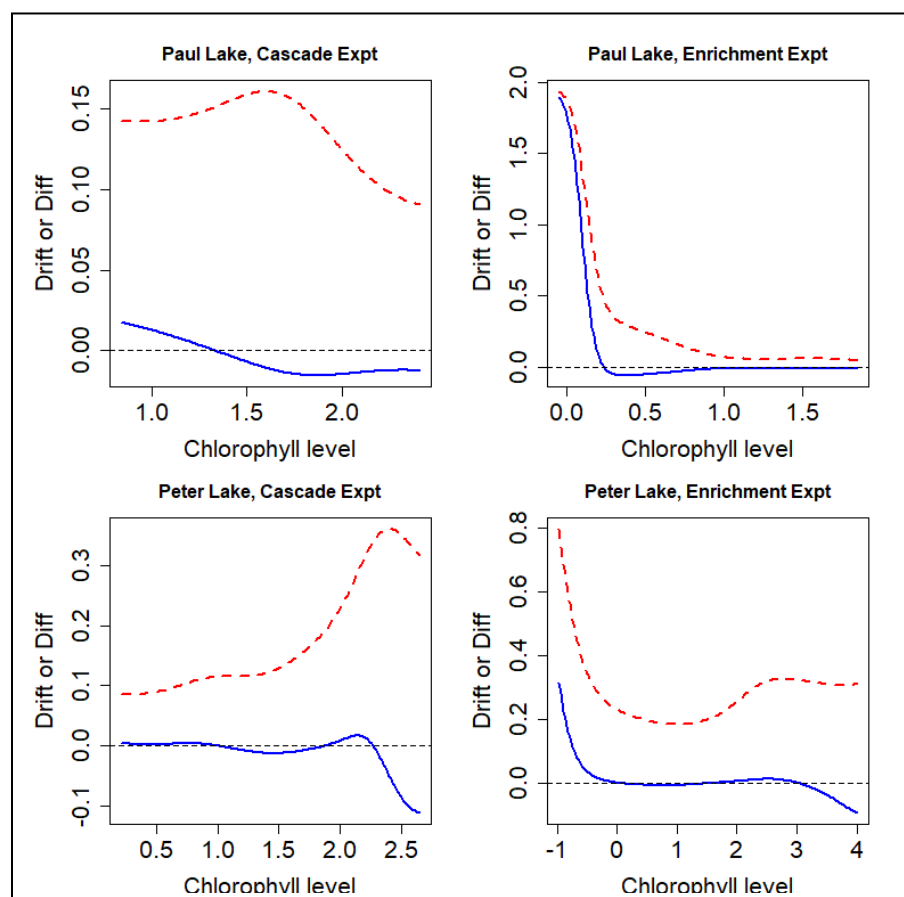 Paul Lake, Cascade Expt
Drift or Diff
0.00 0.05 0.10 0.15
1.0 1.5 2.0
Chlorophyll level
Paul Lake, Enrichment Expt
Drift or Diff
0.0 0.5 1.0 1.5 2.0
0.0 0.5 1.0 1.5
Chlorophyll level
Peter Lake, Cascade Expt
Drift or Diff
-0.1 0.0 0.1 0.2 0.3
0.5 1.0 1.5 2.0 2.5
Chlorophyll level
Peter Lake, Enrichment Expt
Drift or Diff
0.0 0.2 0.4 0.6 0.8
-1 0 1 2 3 4
Chlorophyll level